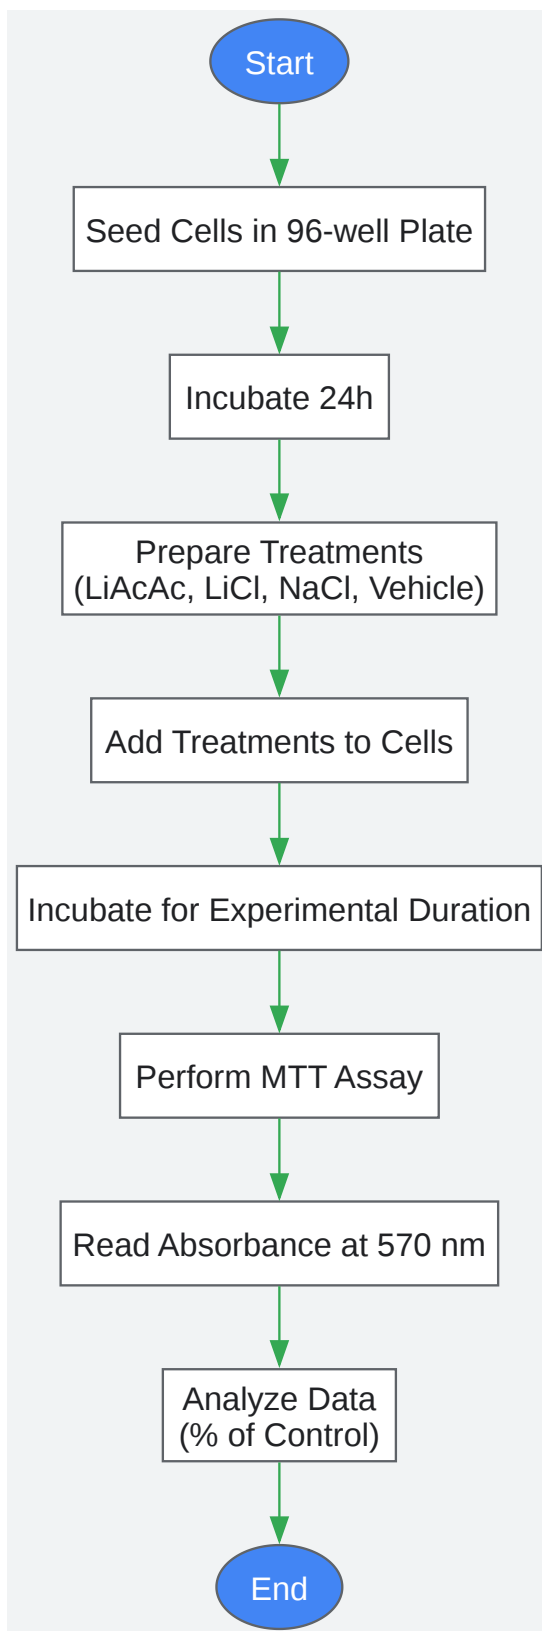 Start
Seed Cells in 96-well Plate
Incubate 24h
Prepare Treatments
(LiAcAc, LiCl, NaCl, Vehicle)
Add Treatments to Cells
Incubate for Experimental Duration
Perform MTT Assay
Read Absorbance at 570 nm
Analyze Data
(% of Control)
End